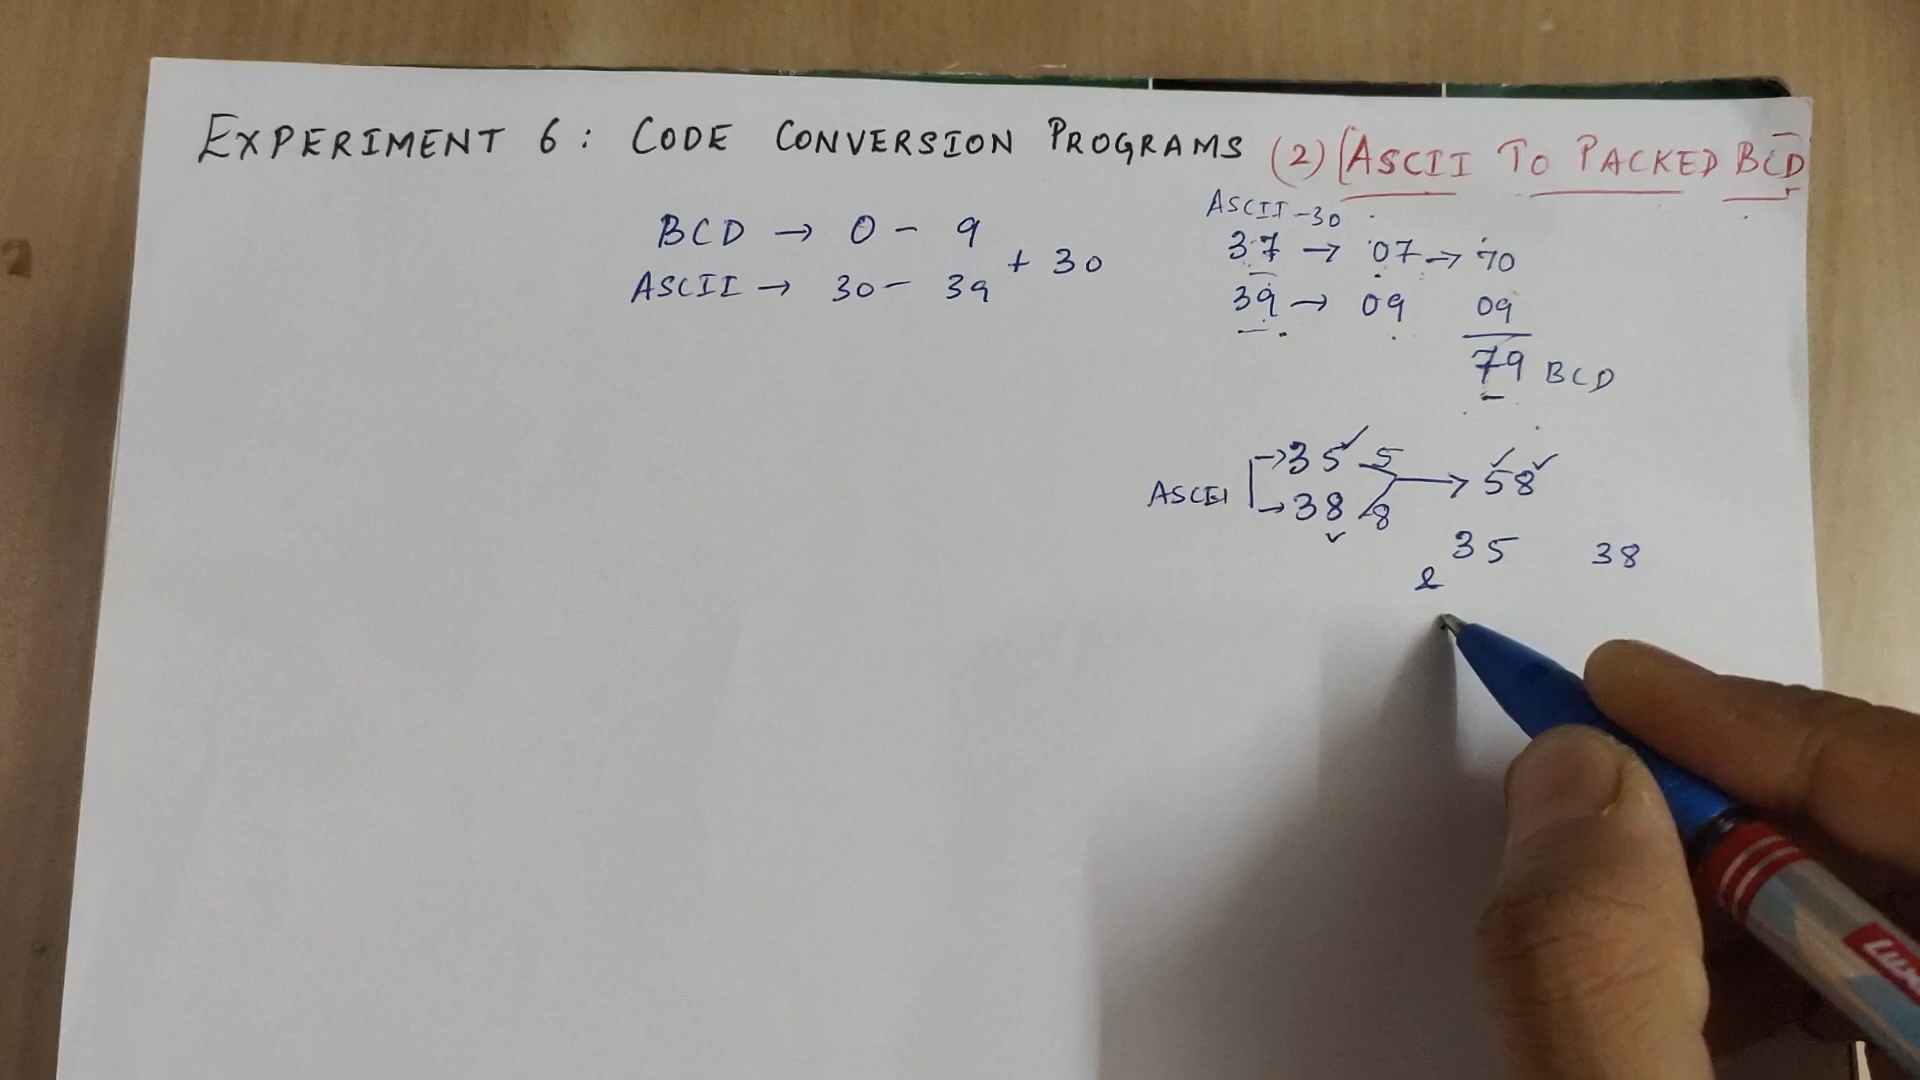 EXPERIMENT 6 : CODE CONVERSION PROGRAMS (2) ASCII TO PACKED BCD
BCD → 0 - 9
ASCII → 30 - 39
+ 30
ASCII -30
37 → 07 → 70
39 → 09 09
79 BCD
ASCII → 35 5 → 58
→ 38 8
35 38